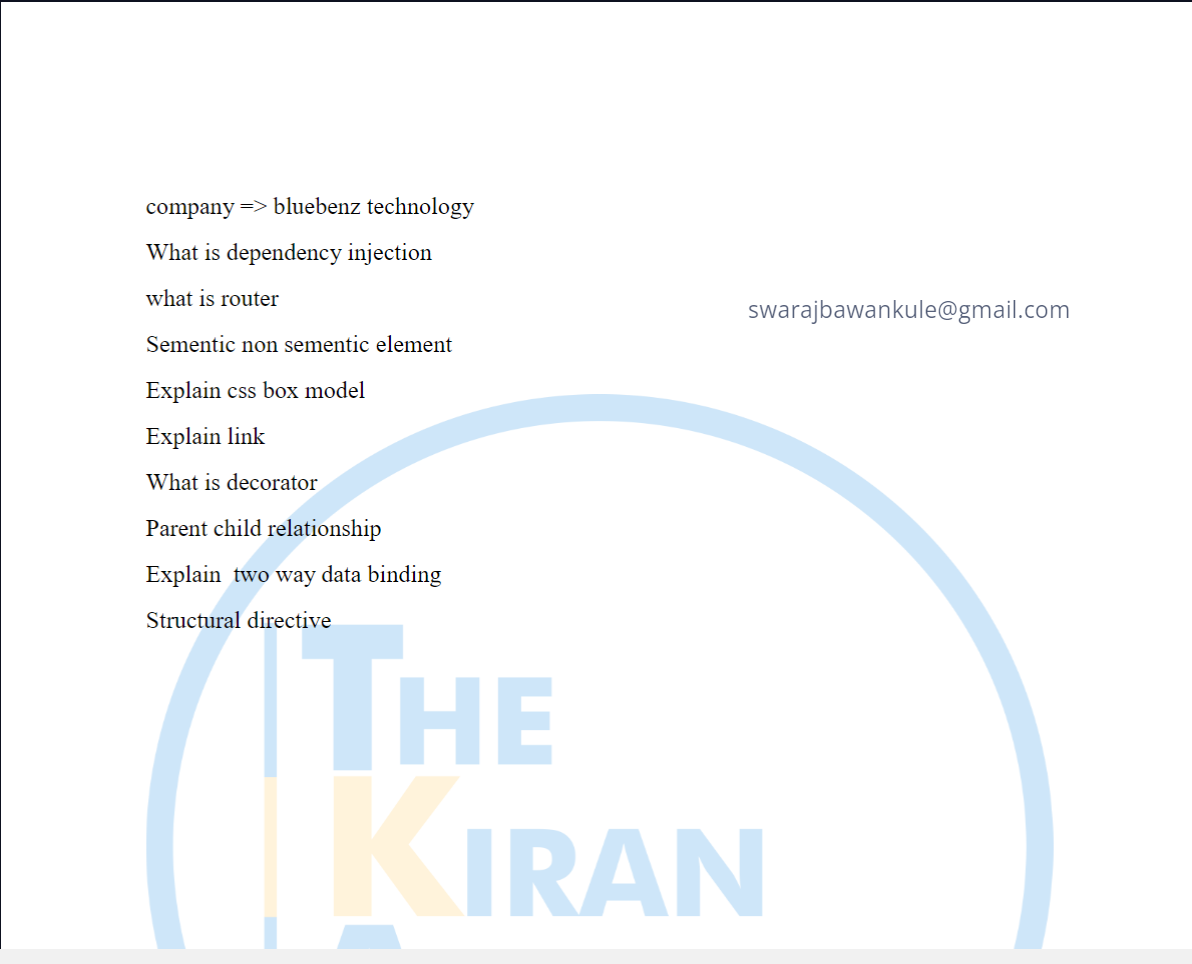 company => bluebenz technology
What is dependency injection
what is router
swarajbawankule@gmail.com
Sementic non sementic element
Explain css box model
Explain link
What is decorator
Parent child relationship
Explain  two way data binding
Structural directive
THE
KIRAN